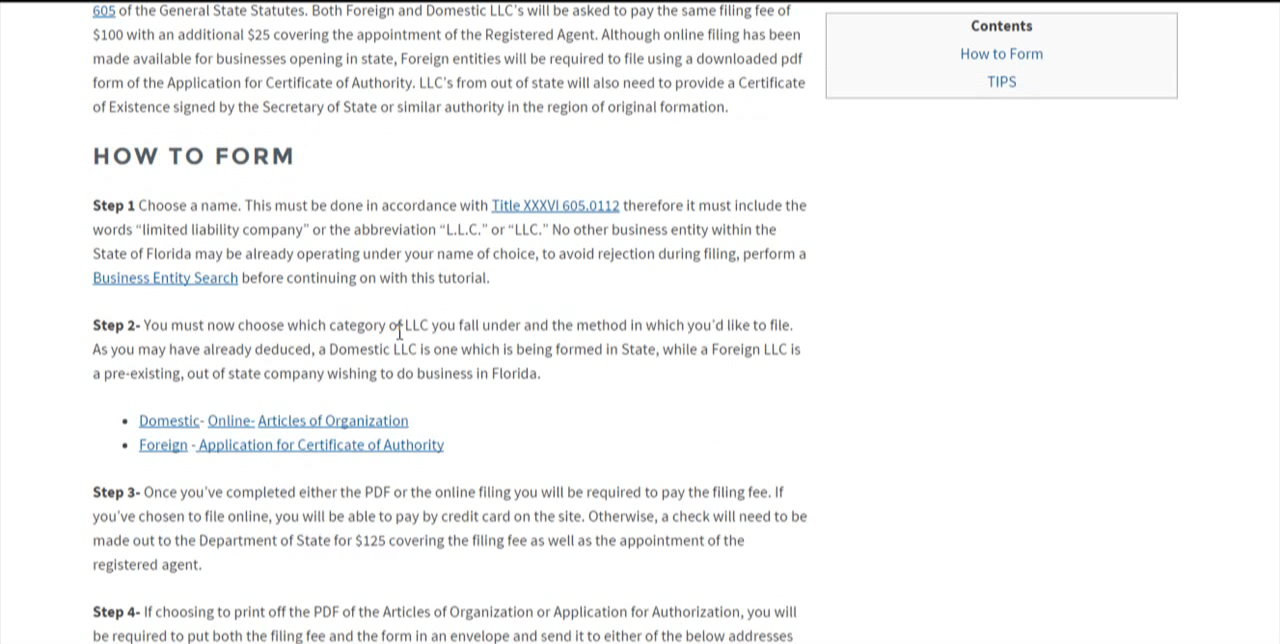 605 of the General State Statutes. Both Foreign and Domestic LLC's will be asked to pay the same filing fee of
$100 with an additional $25 covering the appointment of the Registered Agent. Although online filing has been
made available for businesses opening in state, Foreign entities will be required to file using a downloaded pdf
form of the Application for Certificate of Authority. LLC's from out of state will also need to provide a Certificate
of Existence signed by the Secretary of State or similar authority in the region of original formation.
Contents
How to Form
TIPS
HOW TO FORM
Step 1 Choose a name. This must be done in accordance with Title XXXVI 605.0112 therefore it must include the
words “limited liability company” or the abbreviation “L.L.C.” or “LLC.” No other business entity within the
State of Florida may be already operating under your name of choice, to avoid rejection during filing, perform a
Business Entity Search before continuing on with this tutorial.
Step 2- You must now choose which category of LLC you fall under and the method in which you'd like to file.
As you may have already deduced, a Domestic LLC is one which is being formed in State, while a Foreign LLC is
a pre-existing, out of state company wishing to do business in Florida.
• Domestic- Online- Articles of Organization
• Foreign - Application for Certificate of Authority
Step 3- Once you've completed either the PDF or the online filing you will be required to pay the filing fee. If
you've chosen to file online, you will be able to pay by credit card on the site. Otherwise, a check will need to be
made out to the Department of State for $125 covering the filing fee as well as the appointment of the
registered agent.
Step 4- If choosing to print off the PDF of the Articles of Organization or Application for Authorization, you will
be required to put both the filing fee and the form in an envelope and send it to either of the below addresses